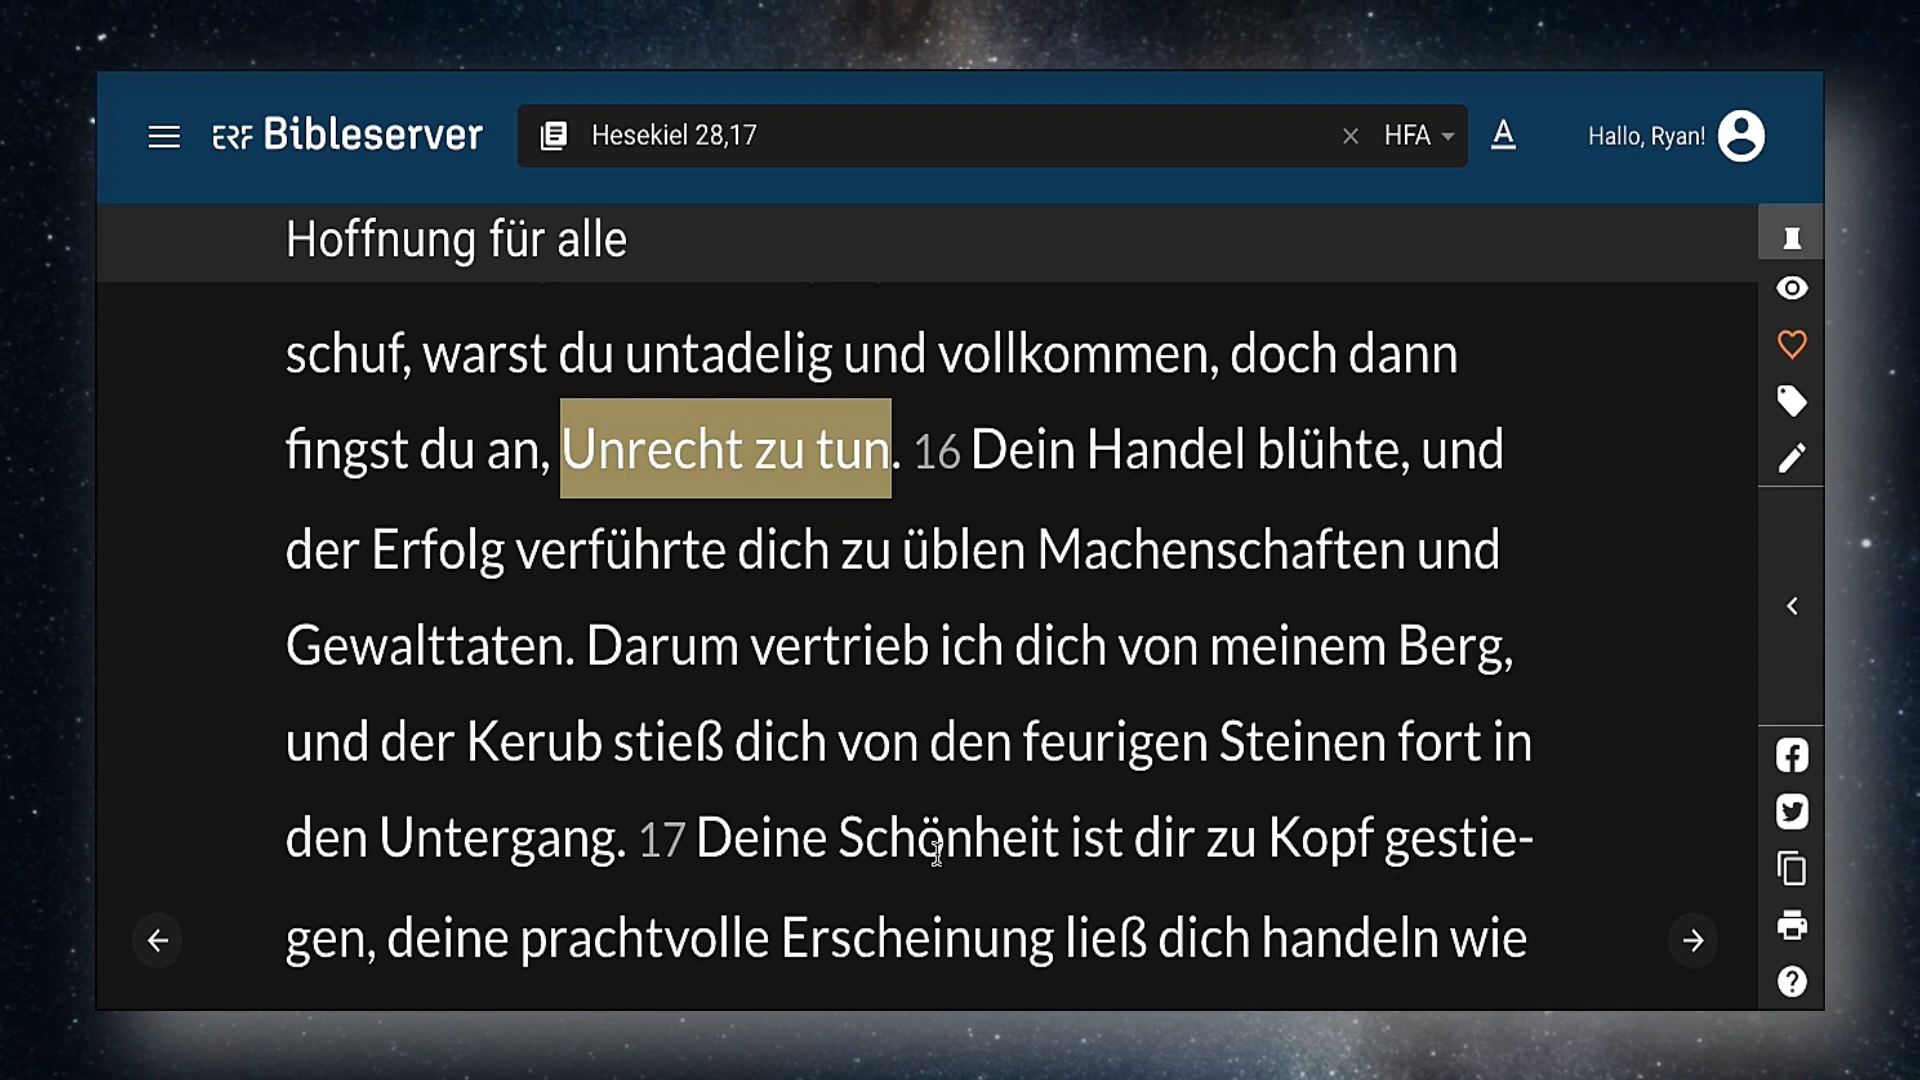 ERF Bibleserver
Hesekiel 28,17
HFA
A
Hallo, Ryan!
Hoffnung für alle
schuf, warst du untadelig und vollkommen, doch dann
fingst du an, Unrecht zu tun. 16 Dein Handel blühte, und
der Erfolg verführte dich zu üblen Machenschaften und
Gewalttaten. Darum vertrieb ich dich von meinem Berg,
und der Kerub stieß dich von den feurigen Steinen fort in
den Untergang. 17 Deine Schönheit ist dir zu Kopf gestie-
gen, deine prachtvolle Erscheinung ließ dich handeln wie